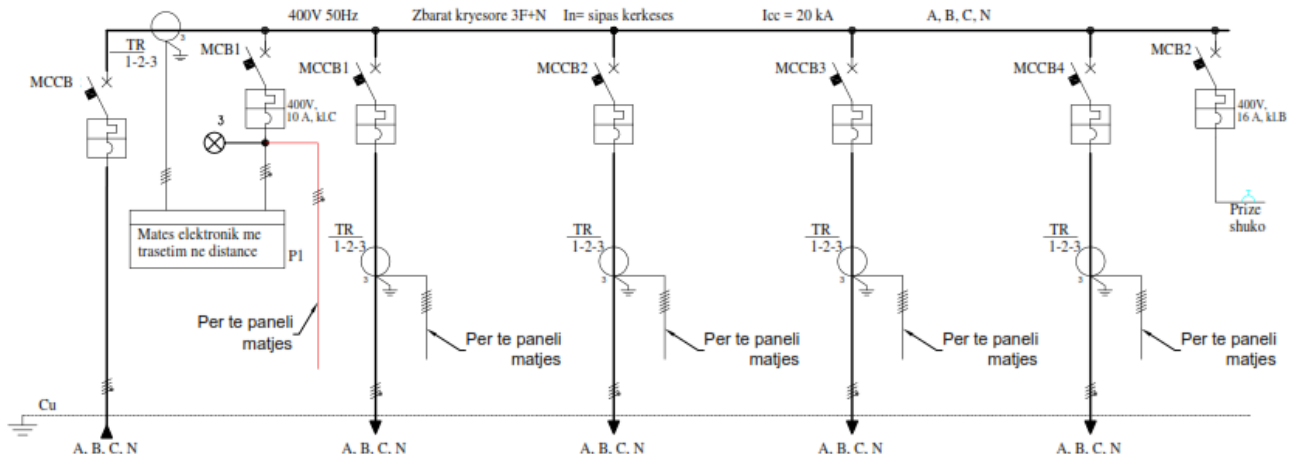 400V 50Hz
Zbarat kryesore 3F+N
In= sipas kerkeses
Icc = 20 kA
A, B, C, N
3
TR
1-2-3
MCCB
MCB1
400V,
10 A, kl.C
3
MCCB1
MCCB2
MCCB3
MCCB4
MCB2
400V,
16 A, kl.B
Mates elektronik me
trasetim ne distance
P1
TR
1-2-3
3
TR
1-2-3
3
TR
1-2-3
3
TR
1-2-3
3
Prize
shuko
Per te paneli
matjes
Per te paneli
matjes
Per te paneli
matjes
Per te paneli
matjes
Per te paneli
matjes
Cu
A, B, C, N
A, B, C, N
A, B, C, N
A, B, C, N
A, B, C, N